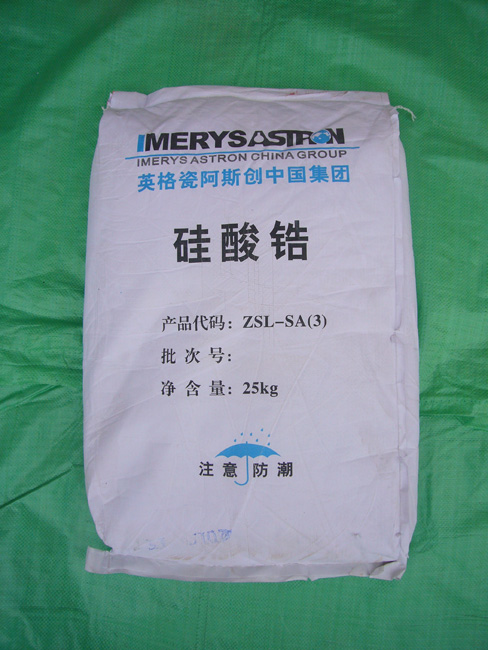 IMERYSASTRON
IMERYS ASTRON CHINA GROUP
英格瓷阿斯创中国集团
硅酸锆
产品代码：ZSL-SA(3)
批次号：
净含量：25kg
注意防潮